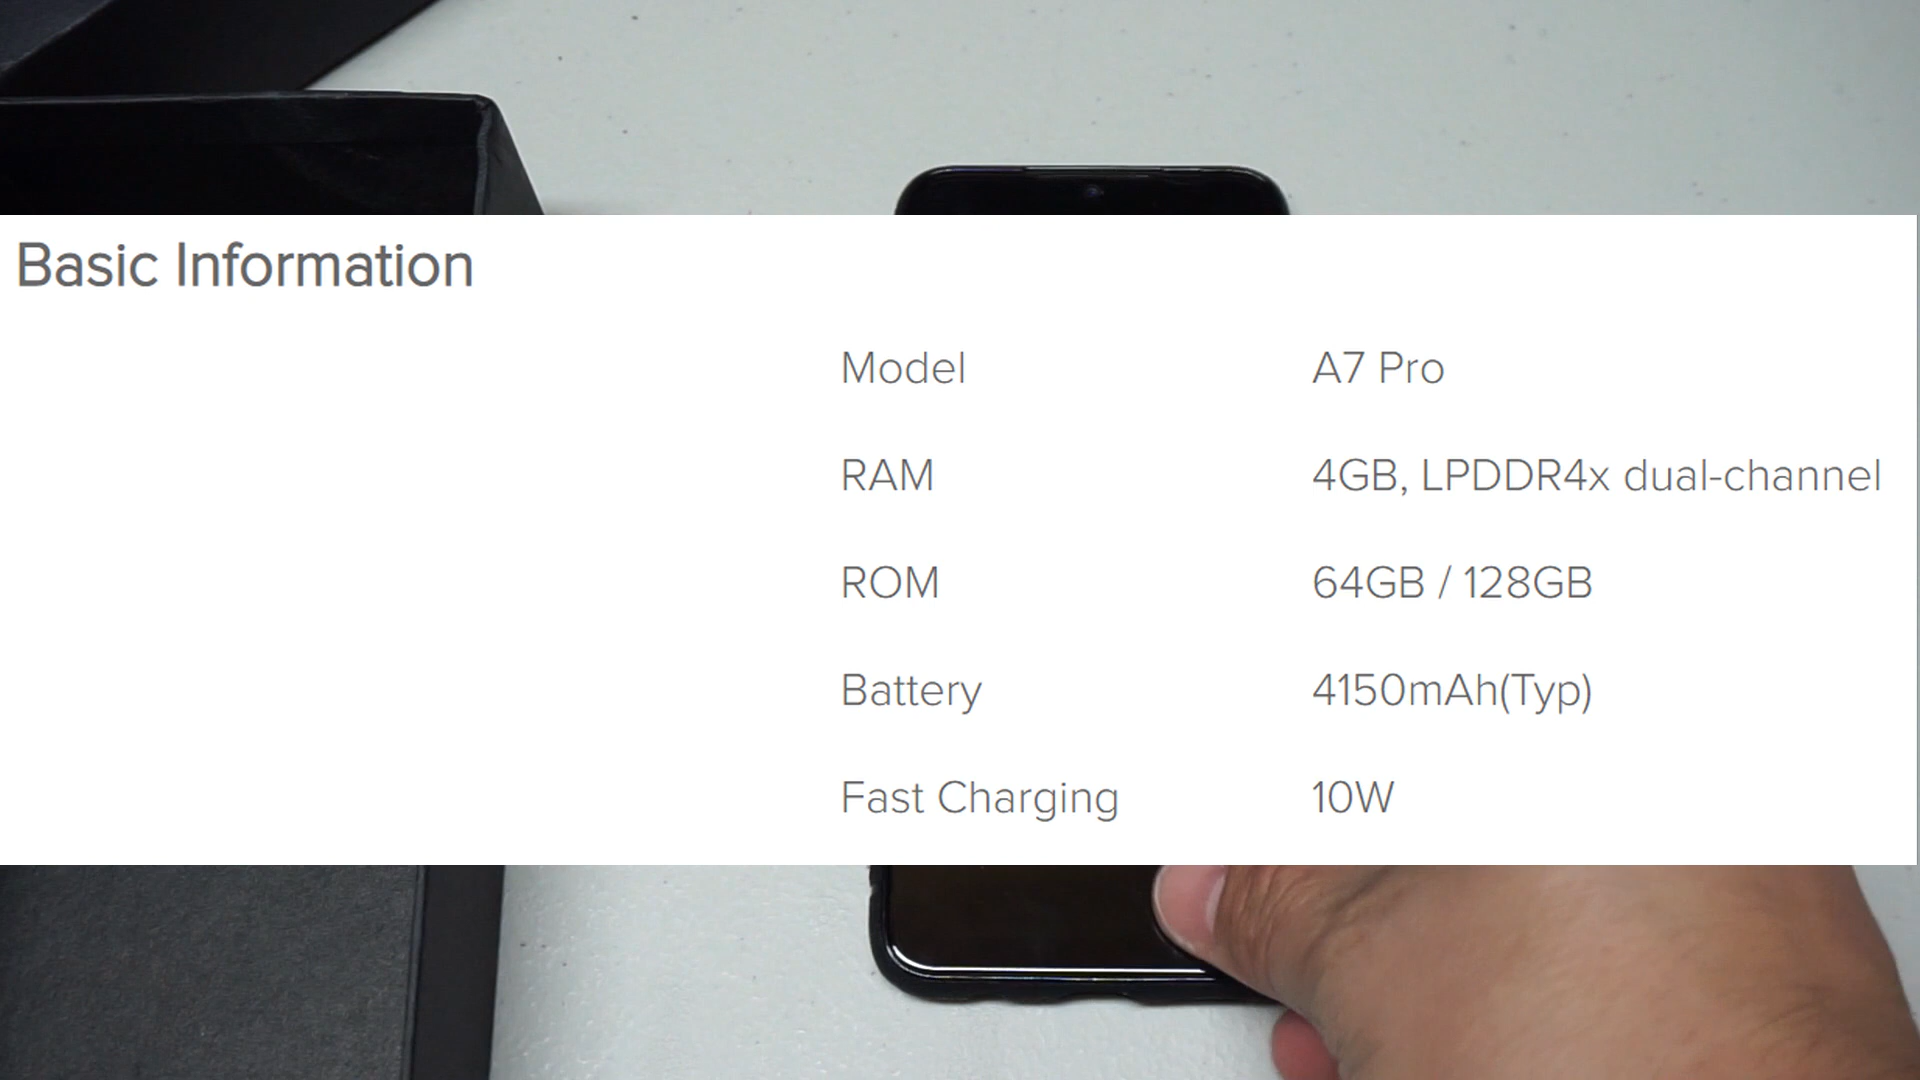 Basic Information
Model A7 Pro
RAM 4GB, LPDDR4x dual-channel
ROM 64GB / 128GB
Battery 4150mAh(Typ)
Fast Charging 10W